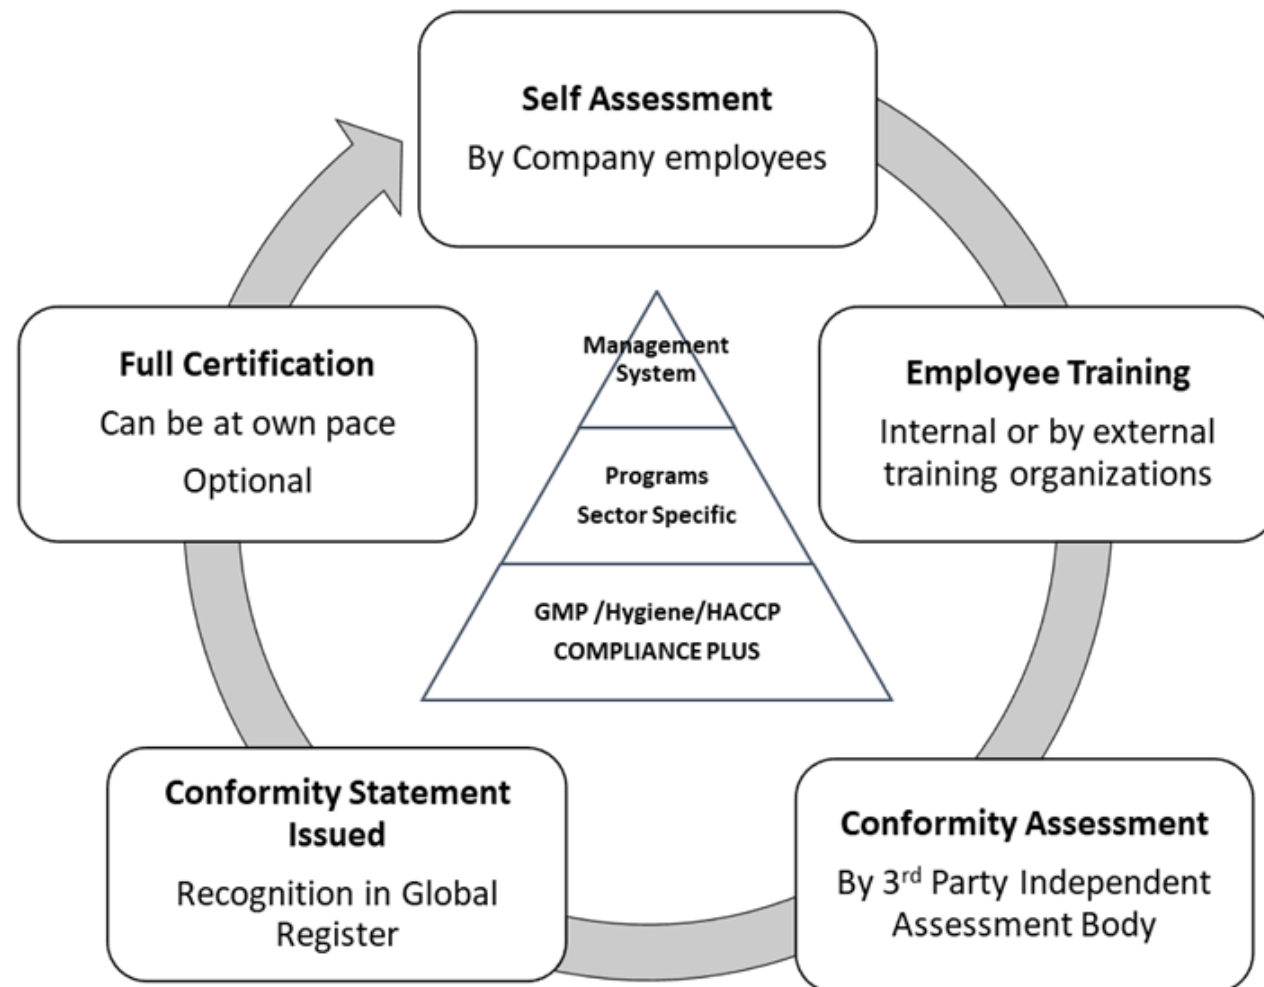 Self Assessment
By Company employees
Full Certification
Can be at own pace
Optional
Management
System
Programs
Sector Specific
GMP /Hygiene/HACCP
COMPLIANCE PLUS
Employee Training
Internal or by external
training organizations
Conformity Statement
Issued
Recognition in Global
Register
Conformity Assessment
By 3rd Party Independent
Assessment Body